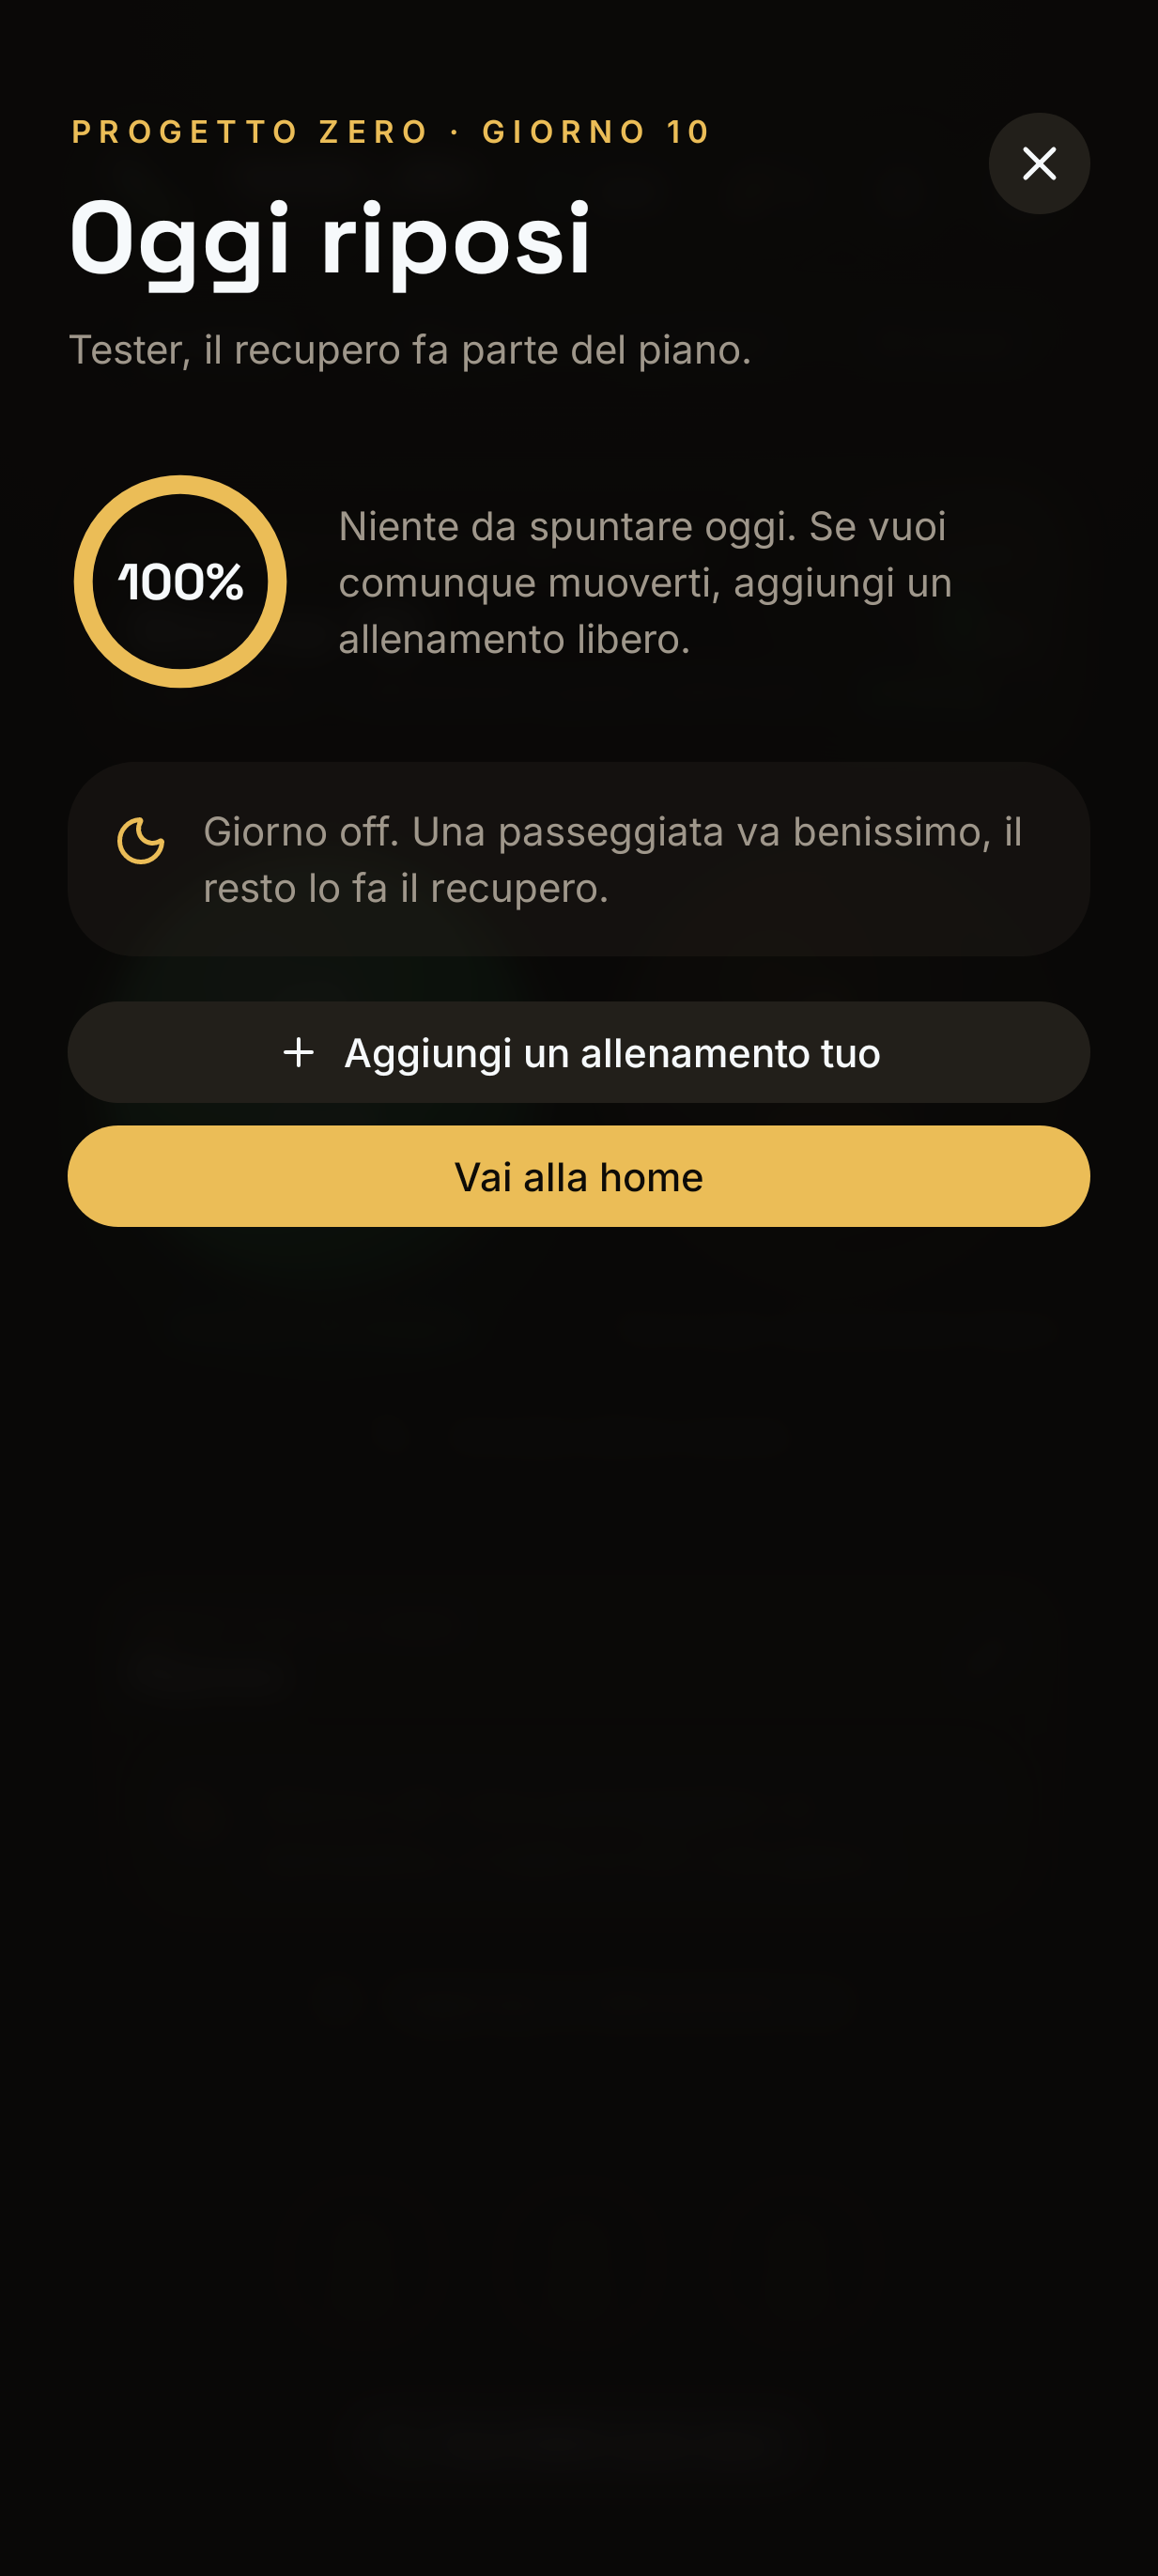 PROGETTO ZERO · GIORNO 10
Oggi riposi
Tester, il recupero fa parte del piano.
100%
Niente da spuntare oggi. Se vuoi
comunque muoverti, aggiungi un
allenamento libero.
Giorno off. Una passeggiata va benissimo, il
resto lo fa il recupero.
Aggiungi un allenamento tuo
Vai alla home